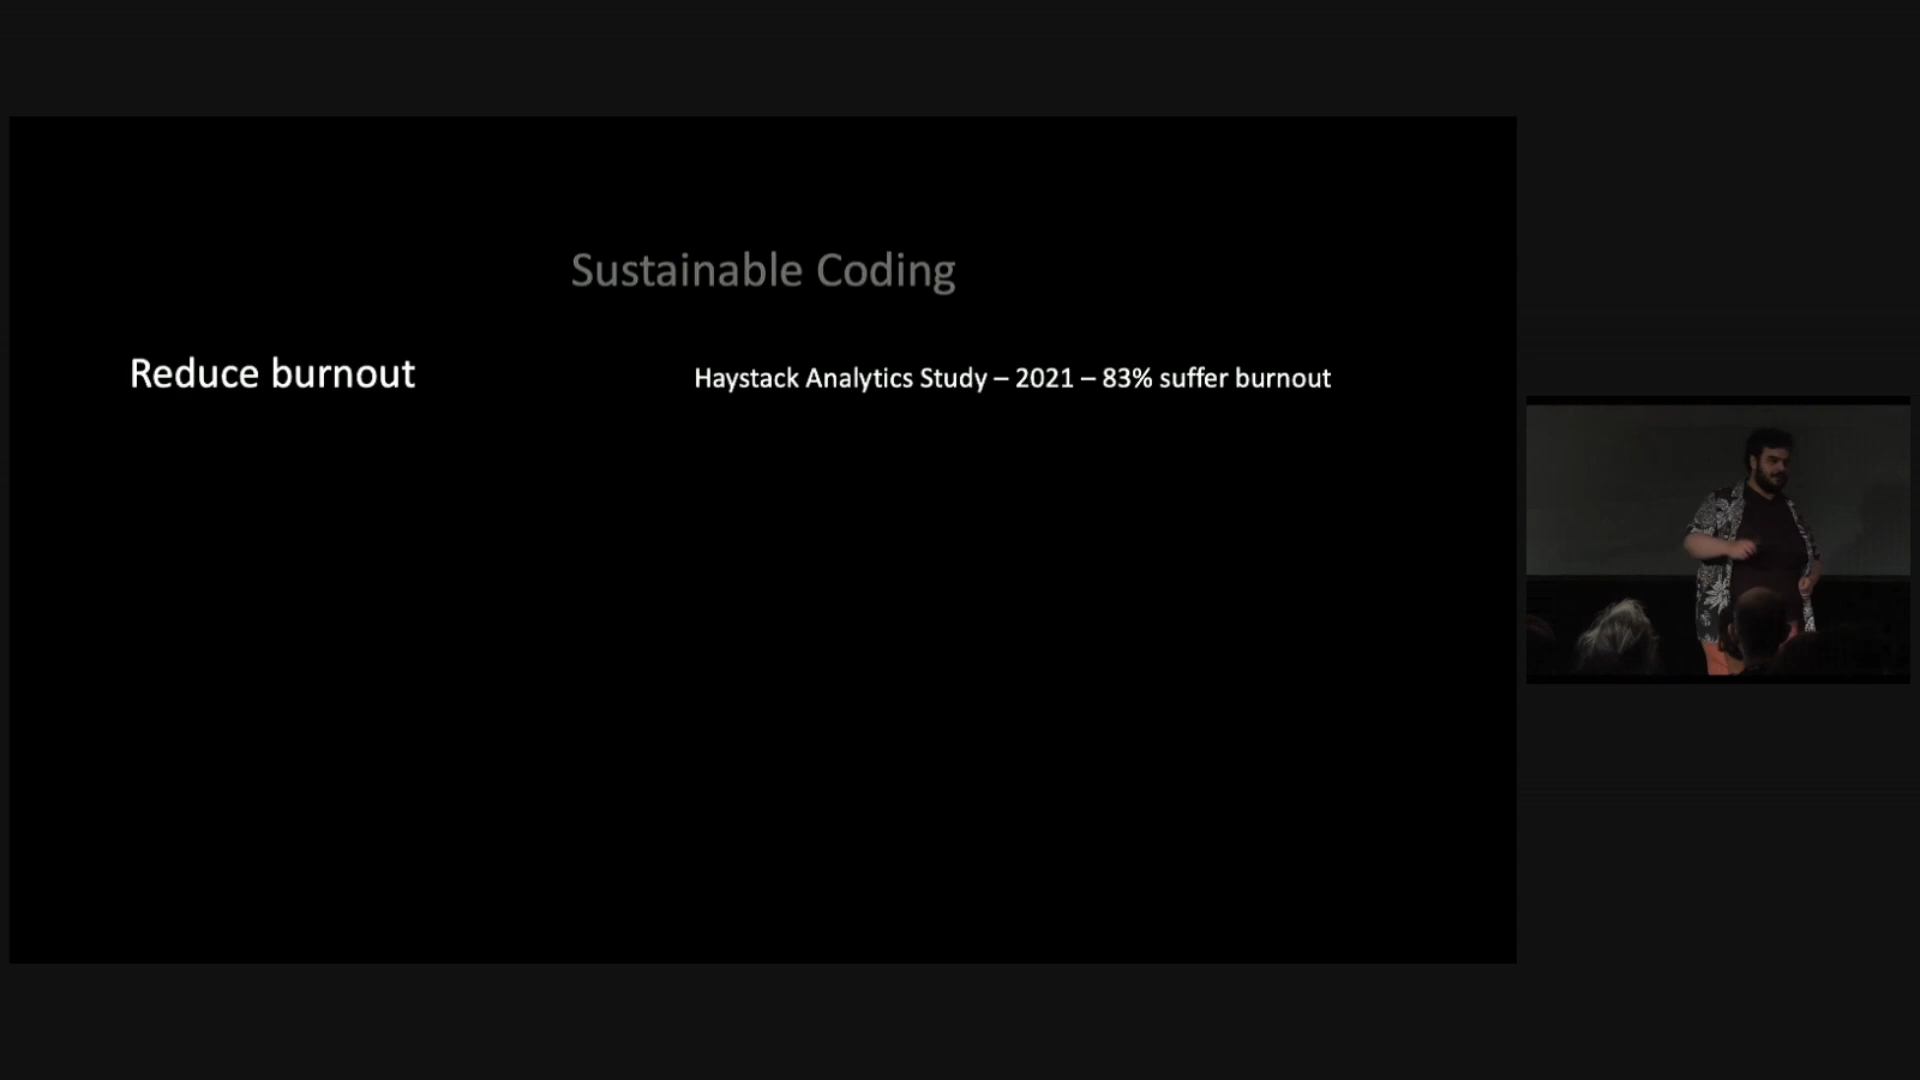 Sustainable Coding
Reduce burnout
Haystack Analytics Study – 2021 – 83% suffer burnout